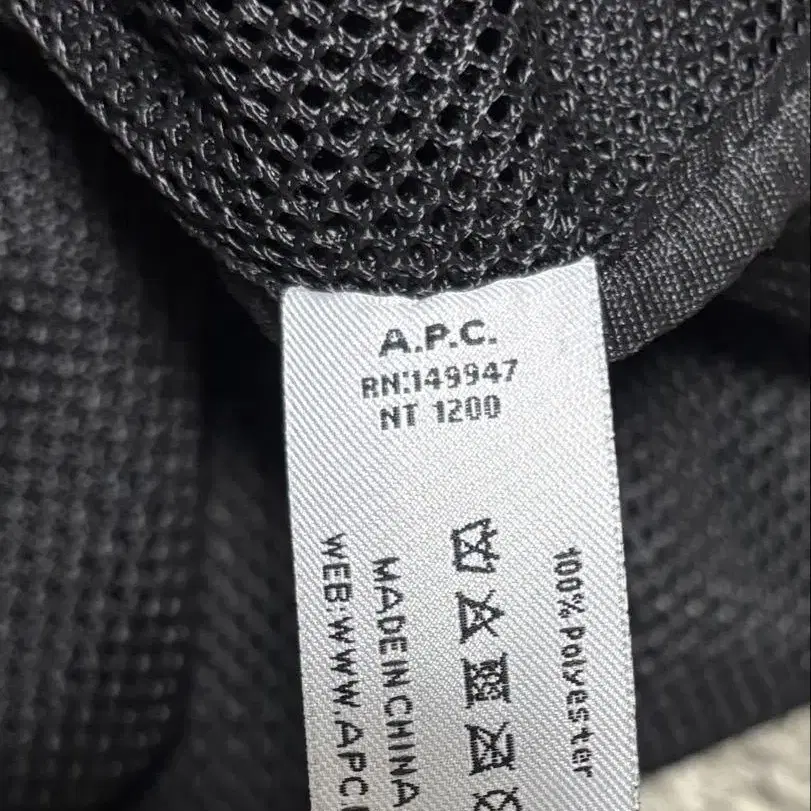 A.P.C.
RN:149947
NT 1200
100% Polyester
MADE IN CHINA
WEB:WWW.APC